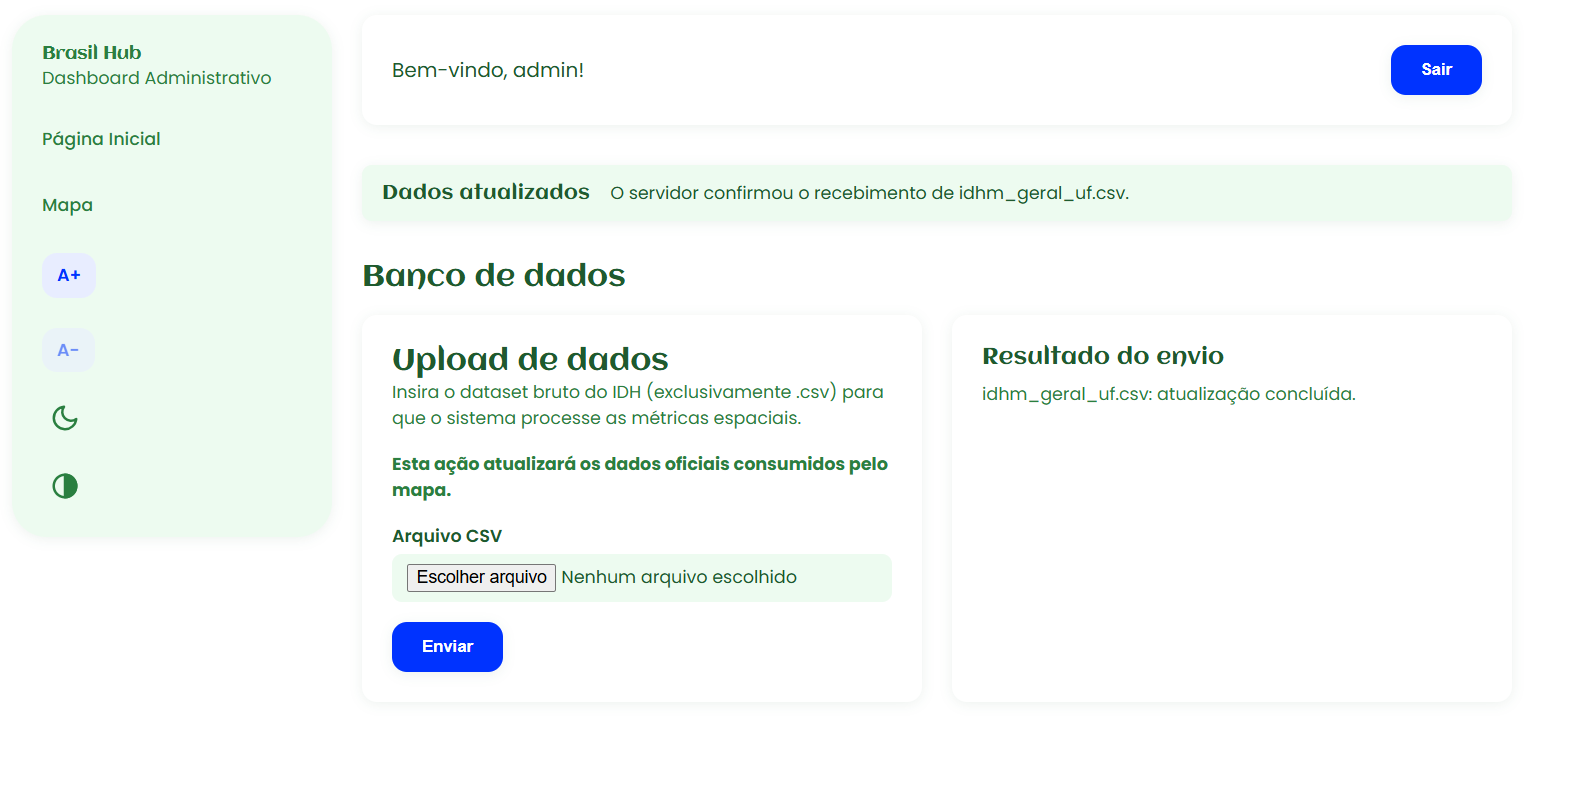 Brasil Hub
Dashboard Administrativo
Página Inicial
Mapa
A+
A-
Bem-vindo, admin!
Sair
Dados atualizados O servidor confirmou o recebimento de idhm_geral_uf.csv.
Banco de dados
Upload de dados
Insira o dataset bruto do IDH (exclusivamente .csv) para
que o sistema processe as métricas espaciais.
Esta ação atualizará os dados oficiais consumidos pelo
mapa.
Arquivo CSV
Escolher arquivo Nenhum arquivo escolhido
Enviar
Resultado do envio
idhm_geral_uf.csv: atualização concluída.